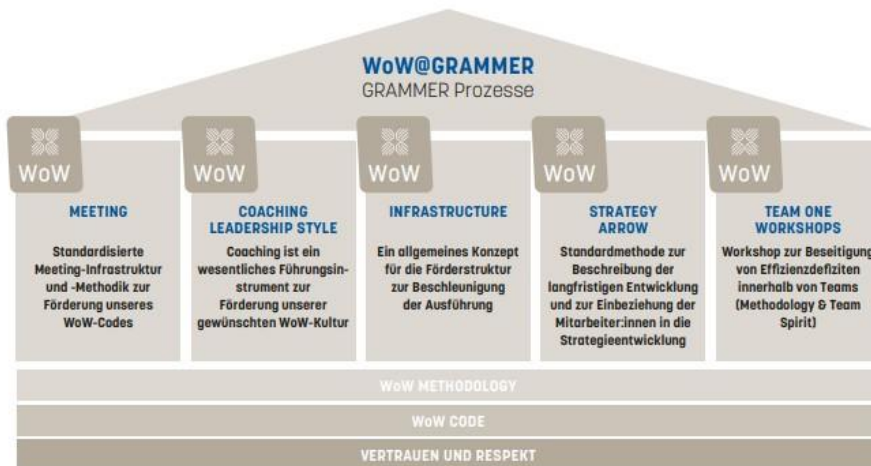 WoW@GRAMMER
GRAMMER Prozesse
WoW
MEETING
Standardisierte
Meeting-Infrastruktur
und -Methodik zur
Förderung unseres
WoW-Codes
WoW
COACHING
LEADERSHIP STYLE
Coaching ist ein
wesentliches Führungsin-
strument zur
Förderung unserer
gewünschten WoW-Kultur
WoW
INFRASTRUCTURE
Ein allgemeines Konzept
für die Förderstruktur
zur Beschleunigung
der Ausführung
WoW
STRATEGY
ARROW
Standardmethode zur
Beschreibung der
langfristigen Entwicklung
und zur Einbeziehung der
Mitarbeiter:innen in die
Strategieentwicklung
WoW
TEAM ONE
WORKSHOPS
Workshop zur Beseitigung
von Effizienzdefiziten
innerhalb von Teams
(Methodology & Team
Spirit)
WoW METHODOLOGY
WoW CODE
VERTRAUEN UND RESPEKT